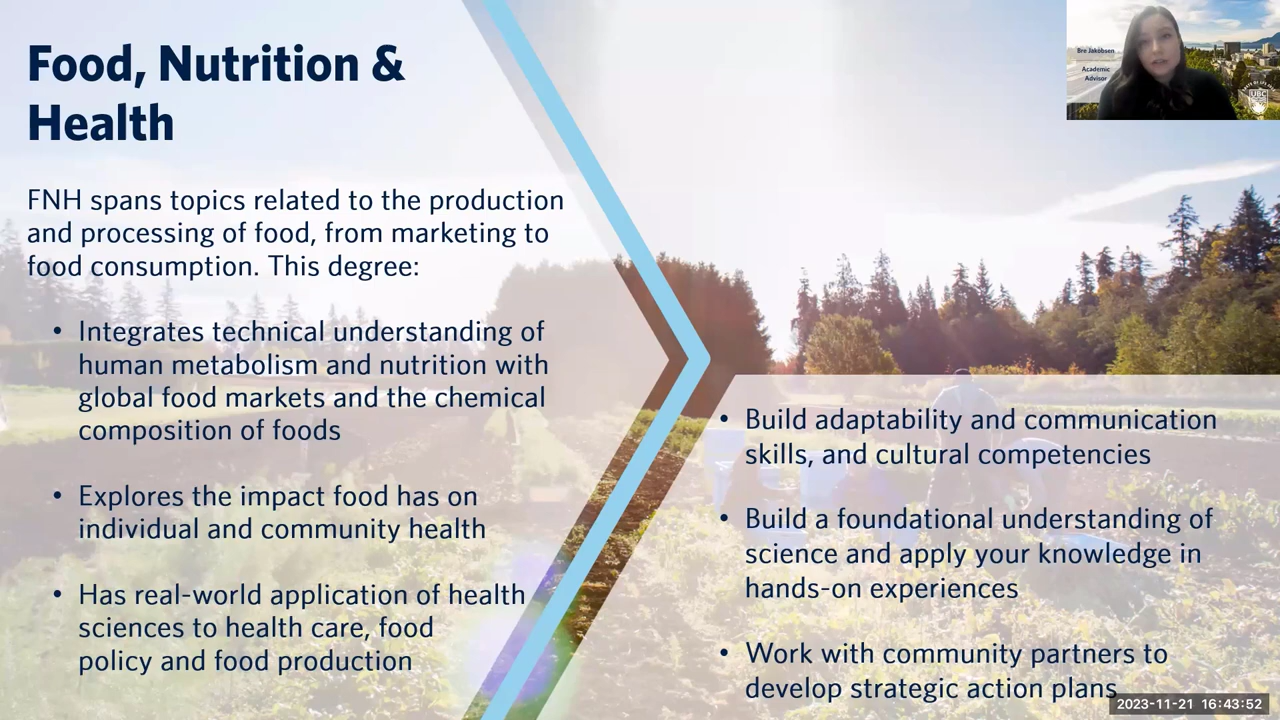 Food, Nutrition &
Health
FNH spans topics related to the production
and processing of food, from marketing to
food consumption. This degree:
• Integrates technical understanding of
human metabolism and nutrition with
global food markets and the chemical
composition of foods
• Explores the impact food has on
individual and community health
• Has real-world application of health
sciences to health care, food
policy and food production
• Build adaptability and communication
skills, and cultural competencies
• Build a foundational understanding of
science and apply your knowledge in
hands-on experiences
• Work with community partners to
develop strategic action plans
Bre Jakobsen
Academic
Advisor
UBC
2023-11-21 16:43:52